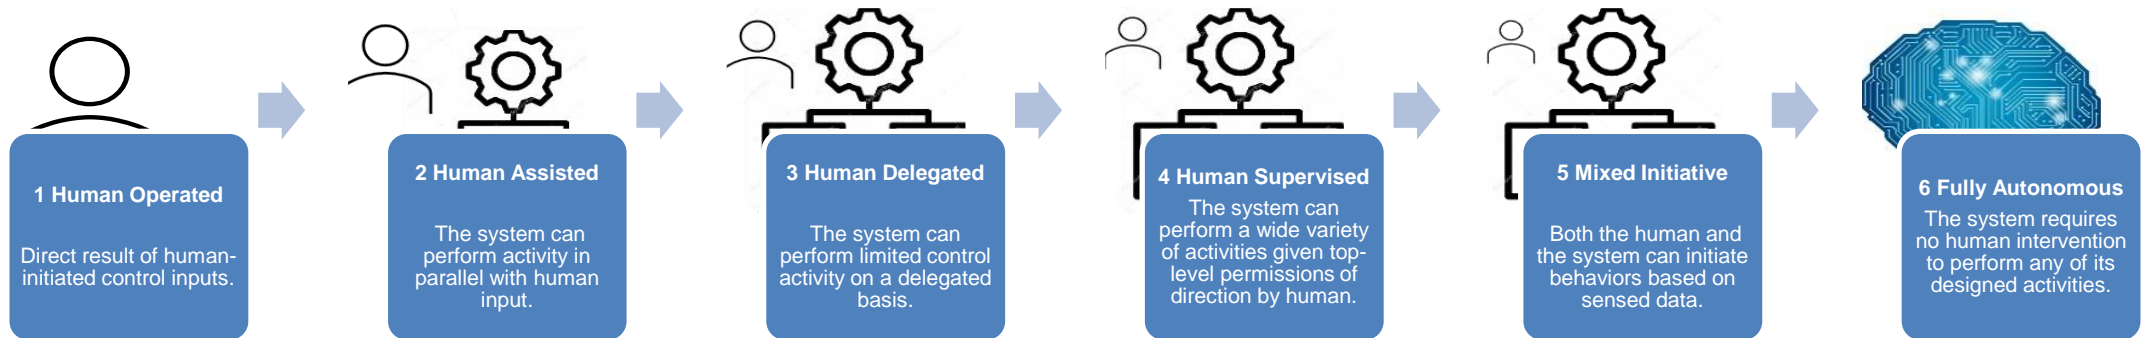 1 Human Operated
Direct result of human-
initiated control inputs.
2 Human Assisted
The system can
perform activity in
parallel with human
input.
3 Human Delegated
The system can
perform limited control
activity on a delegated
basis.
4 Human Supervised
The system can
perform a wide variety
of activities given top-
level permissions of
direction by human.
5 Mixed Initiative
Both the human and
the system can initiate
behaviors based on
sensed data.
6 Fully Autonomous
The system requires
no human intervention
to perform any of its
designed activities.